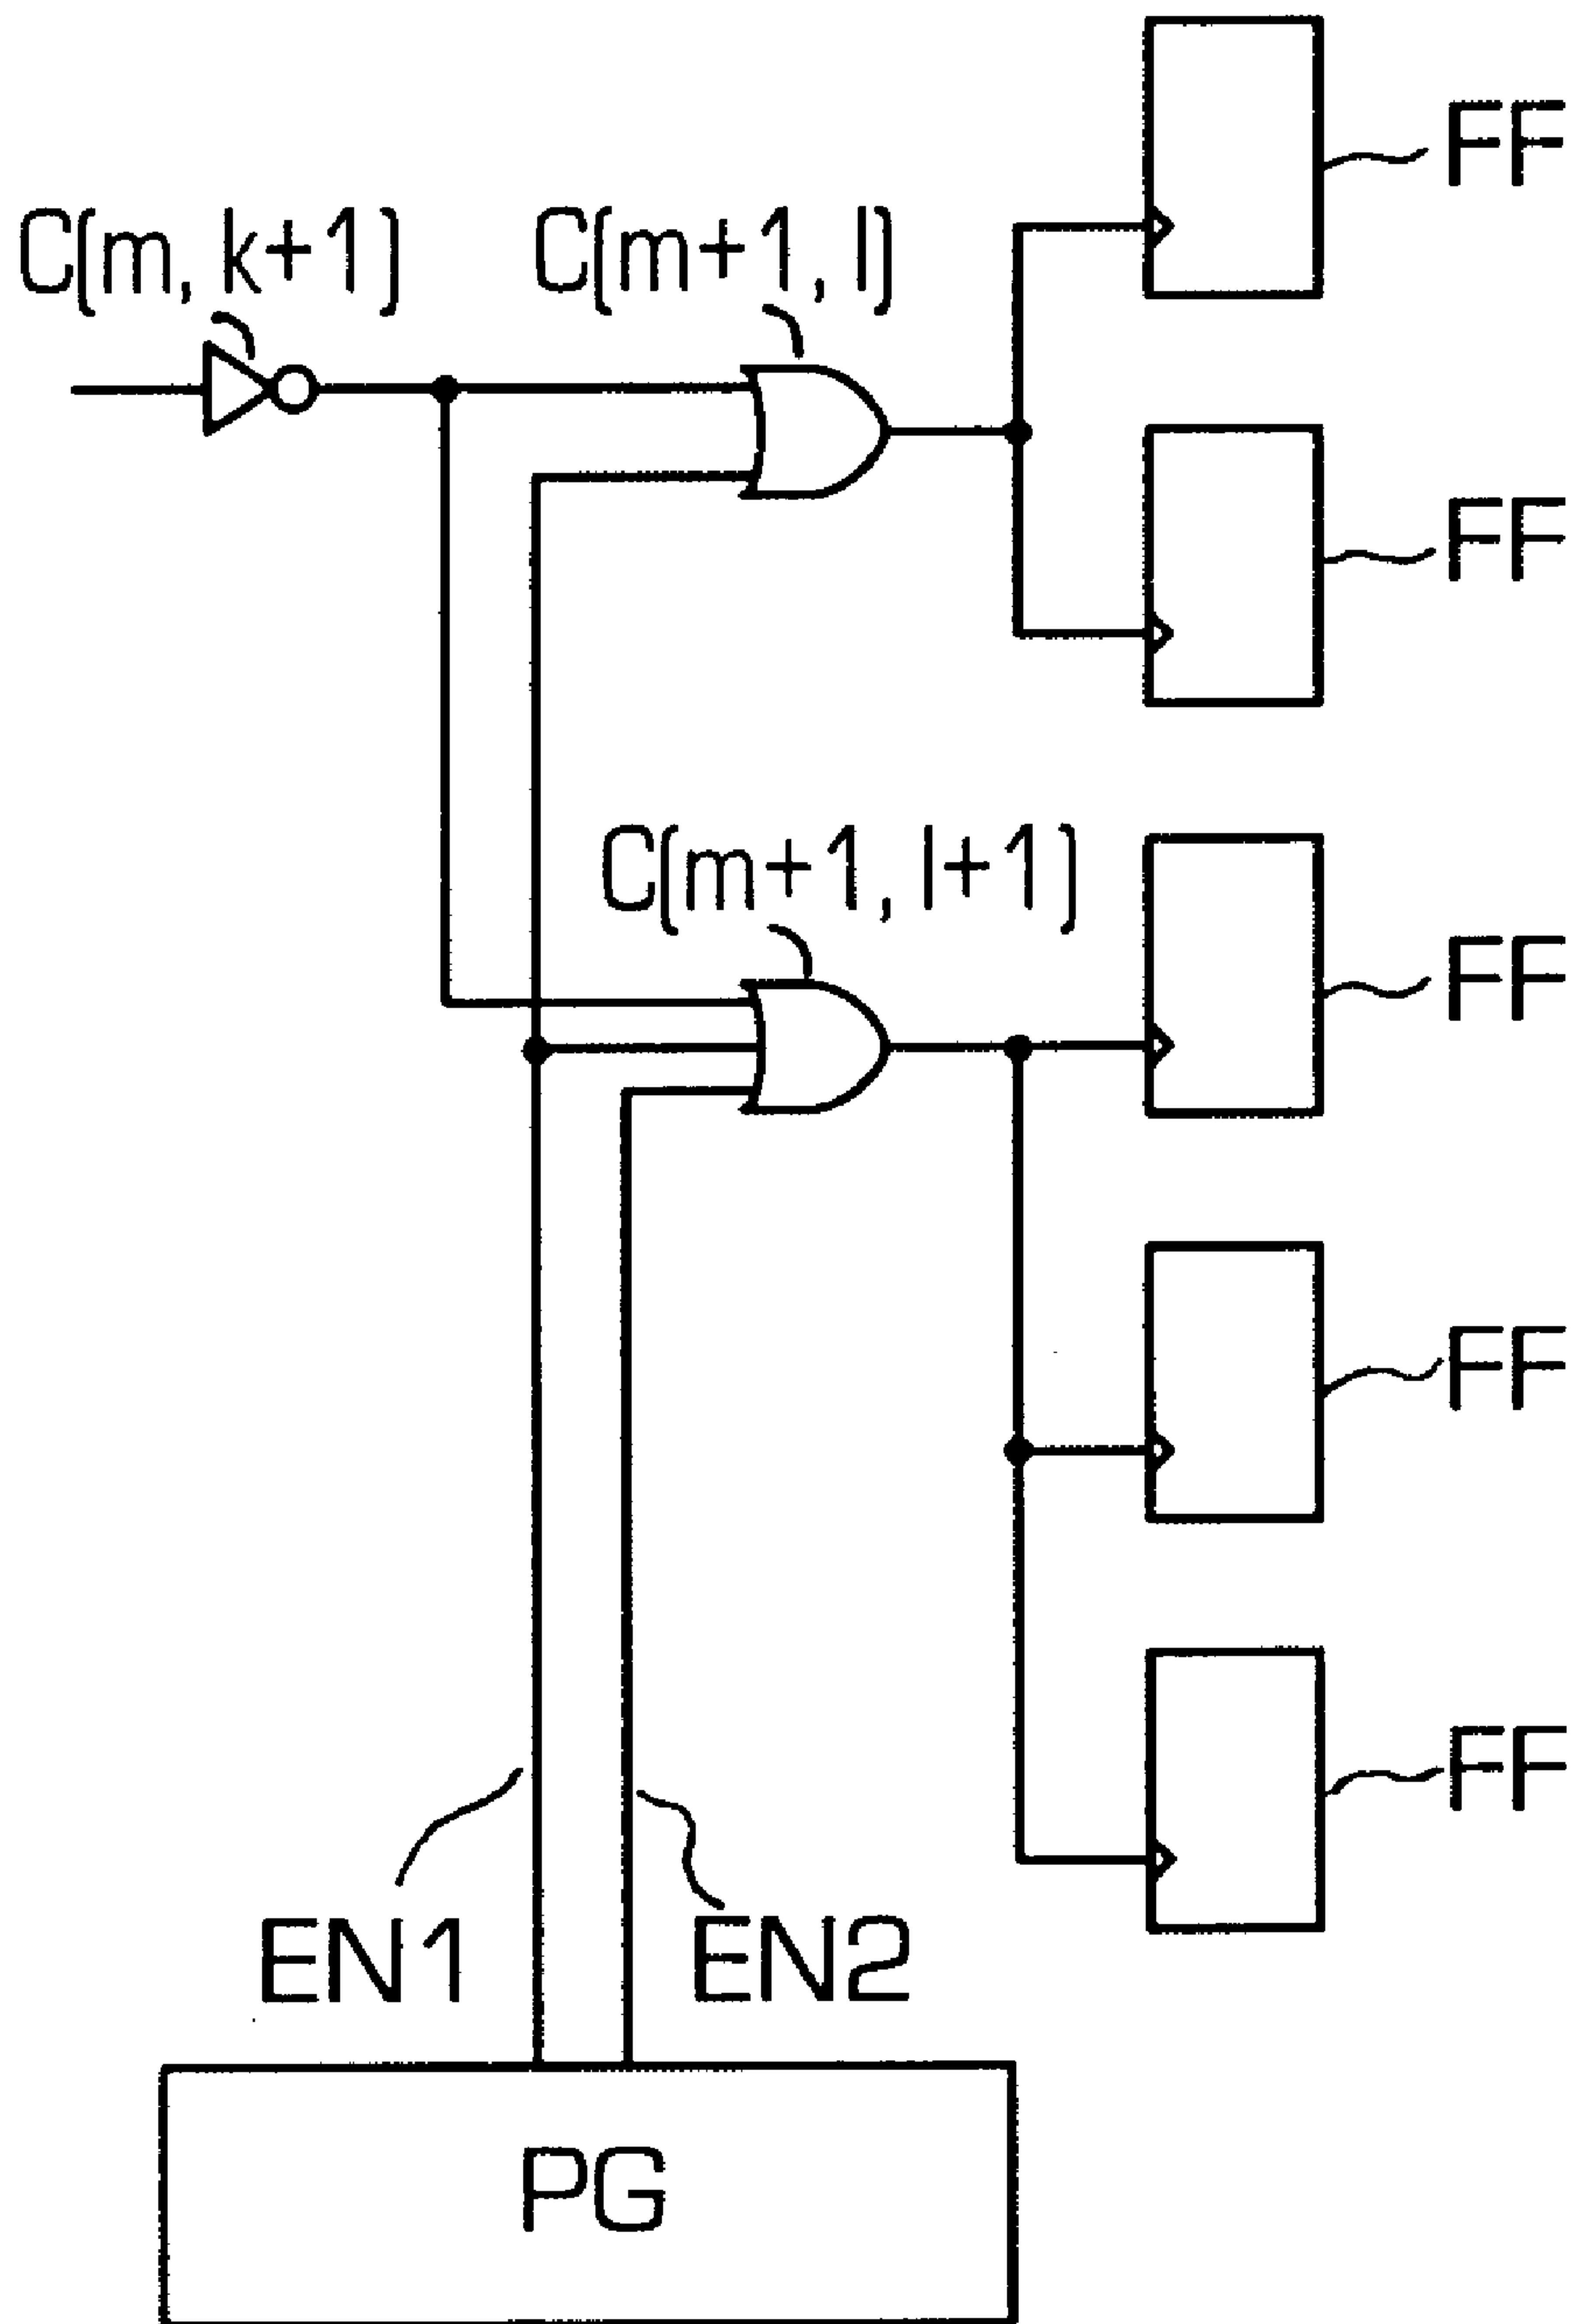 FF
C(m, k+1) C(m+1, l)
FF
C(m+1, l+1)
FF
FF
FF
EN1 EN2
PG